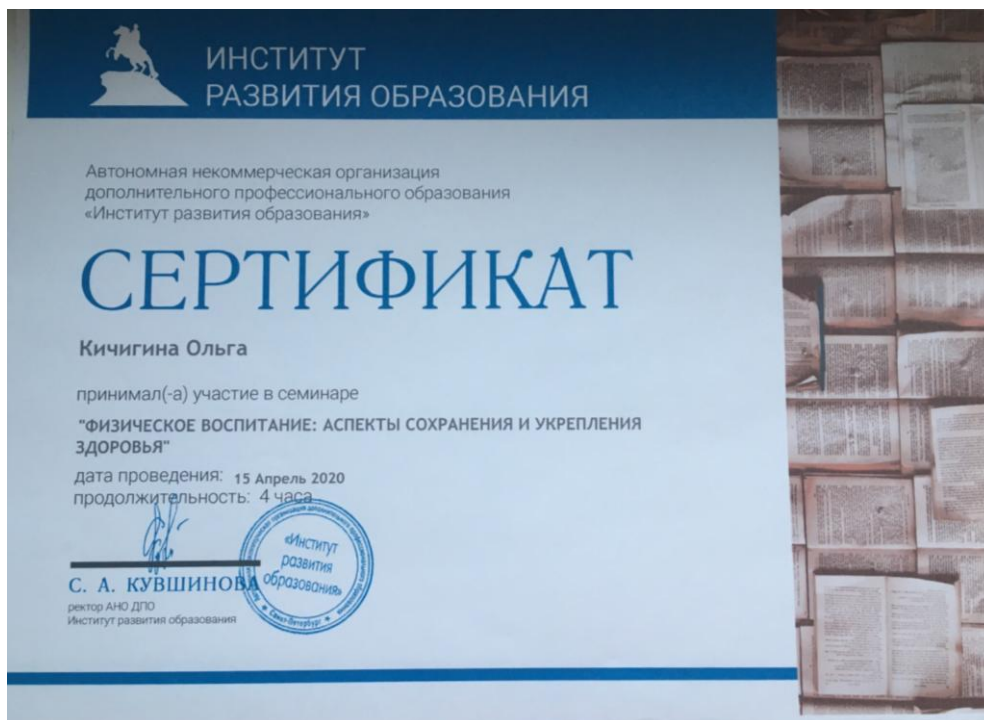 ИНСТИТУТ
РАЗВИТИЯ ОБРАЗОВАНИЯ
Автономная некоммерческая организация
дополнительного профессионального образования
«Институт развития образования»
СЕРТИФИКАТ
Кичигина Ольга
принимал(-а) участие в семинаре
"ФИЗИЧЕСКОЕ ВОСПИТАНИЕ: АСПЕКТЫ СОХРАНЕНИЯ И УКРЕПЛЕНИЯ
ЗДОРОВЬЯ"
дата проведения: 15 Апрель 2020
продолжительность: 4 часа
С. А. КУВШИНОВА
ректор АНО ДПО
Институт развития образования
«Институт
развития
образования»
Санкт-Петербург